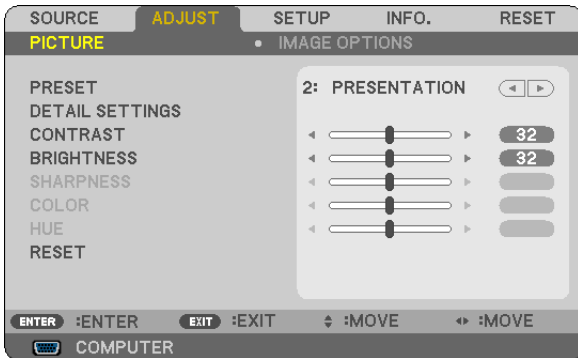 SOURCE ADJUST SETUP INFO. RESET
PICTURE • IMAGE OPTIONS
PRESET 2: PRESENTATION
DETAIL SETTINGS
CONTRAST 32
BRIGHTNESS 32
SHARPNESS
COLOR
HUE
RESET
ENTER :ENTER EXIT :EXIT :MOVE :MOVE
COMPUTER